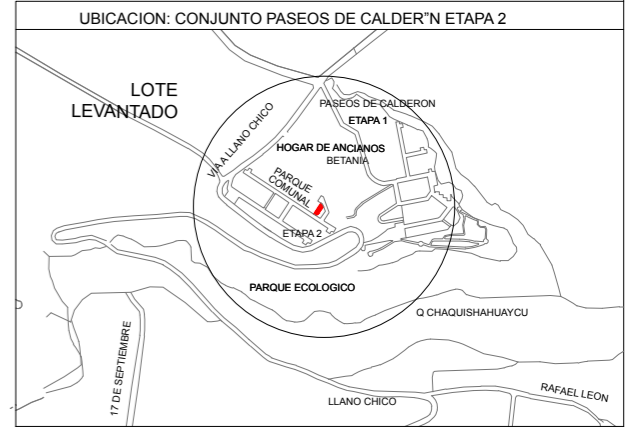 UBICACION: CONJUNTO PASEOS DE CALDER"N ETAPA 2
LOTE
LEVANTADO
VIA A LLANO CHICO
PASEOS DE CALDERON
ETAPA 1
HOGAR DE ANCIANOS
BETANIA
PARQUE
COMUNAL
ETAPA 2
PARQUE ECOLOGICO
Q CHAQUISHAHUAYCU
17 DE SEPTIEMBRE
LLANO CHICO
RAFAEL LEON